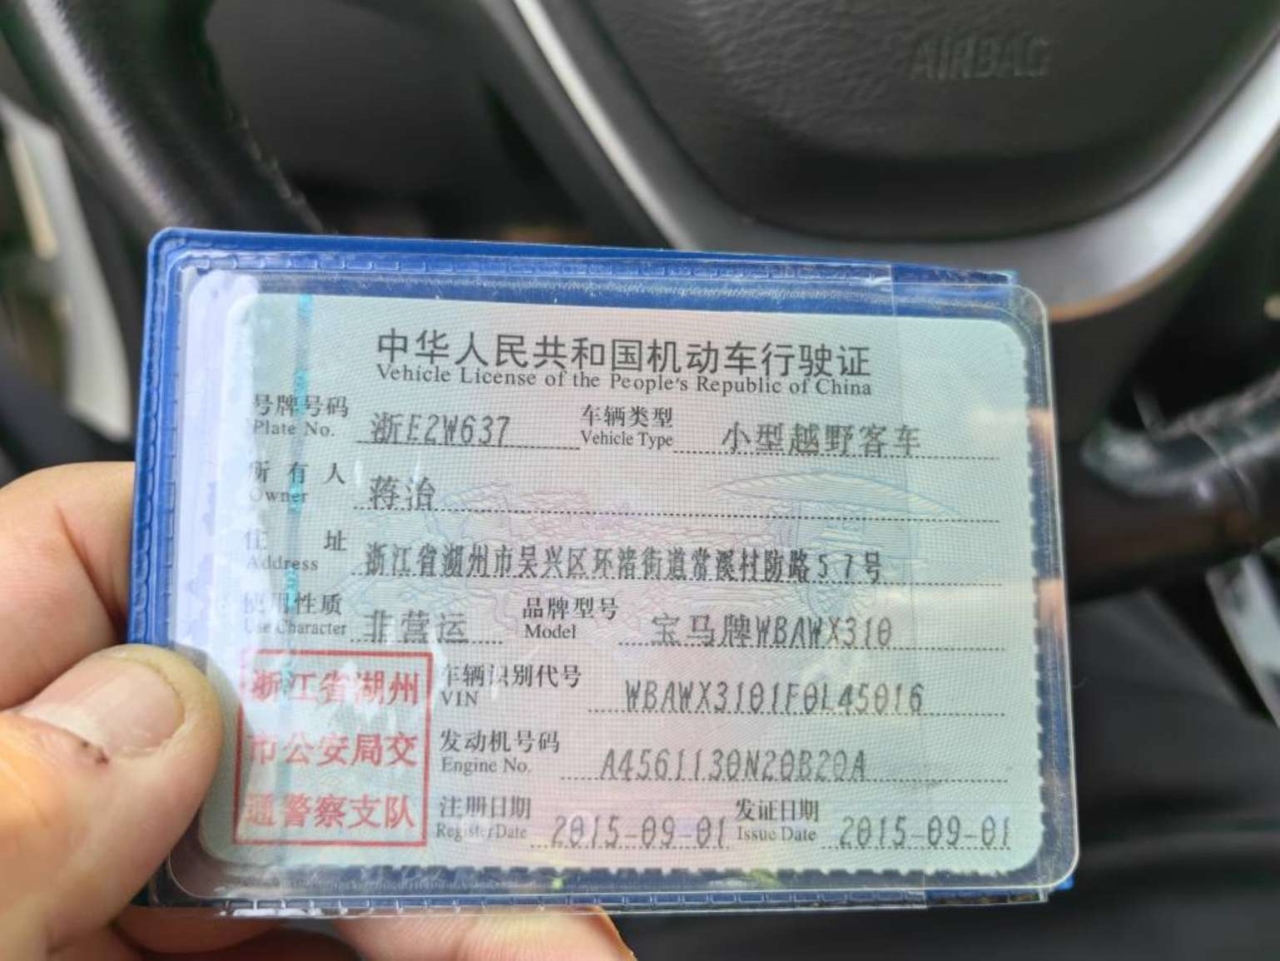 AIRBAG
中华人民共和国机动车行驶证
Vehicle License of the People's Republic of China
号牌号码 浙E2W637 车辆类型 小型越野客车
Plate No. Vehicle Type
所有人 蒋治
Owner
住址 浙江省湖州市吴兴区环渚街道常溪村防路57号
Address
使用性质 非营运 品牌型号 宝马牌WBAWX310
Use Character Model
浙江省湖州
市公安局交
通警察支队
车辆识别代号 WBAWX3101F0L45016
VIN
发动机号码 A4561130N20B20A
Engine No.
注册日期 2015-09-01 发证日期 2015-09-01
Register Date Issue Date